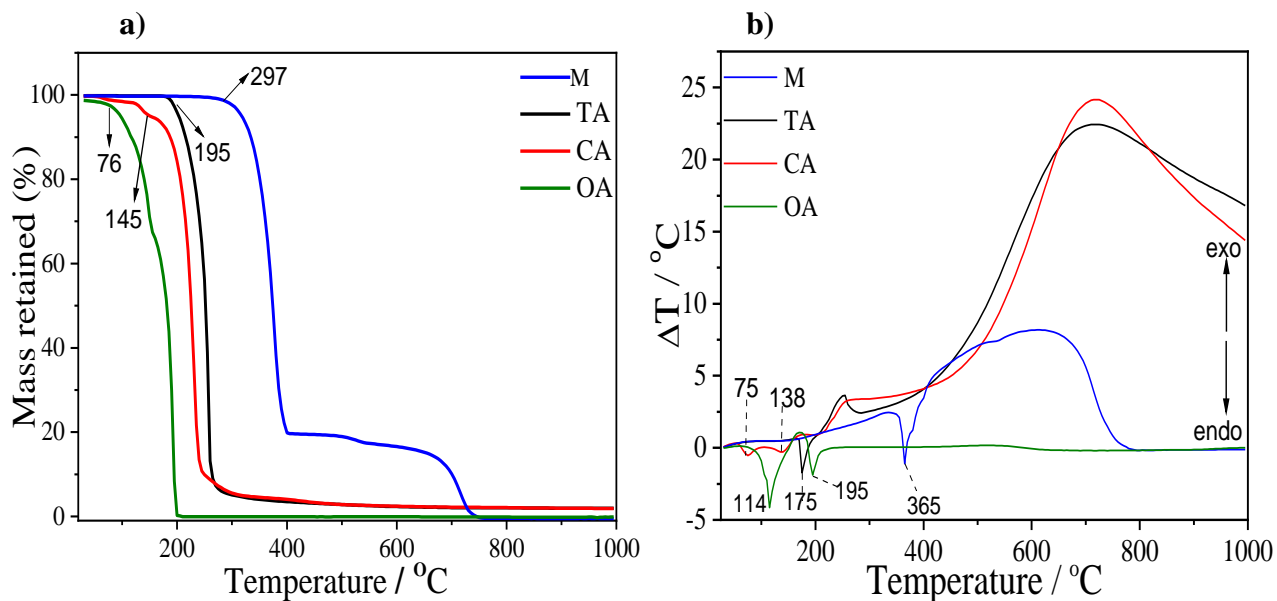 a)
Mass retained (%)
100
80
60
40
20
0
200
400
600
800
1000
Temperature / °C
297
195
76
145
M
TA
CA
OA
b)
ΔT / °C
25
20
15
10
5
0
-5
200
400
600
800
1000
Temperature / °C
M
TA
CA
OA
exo
endo
75
138
114
175
195
365